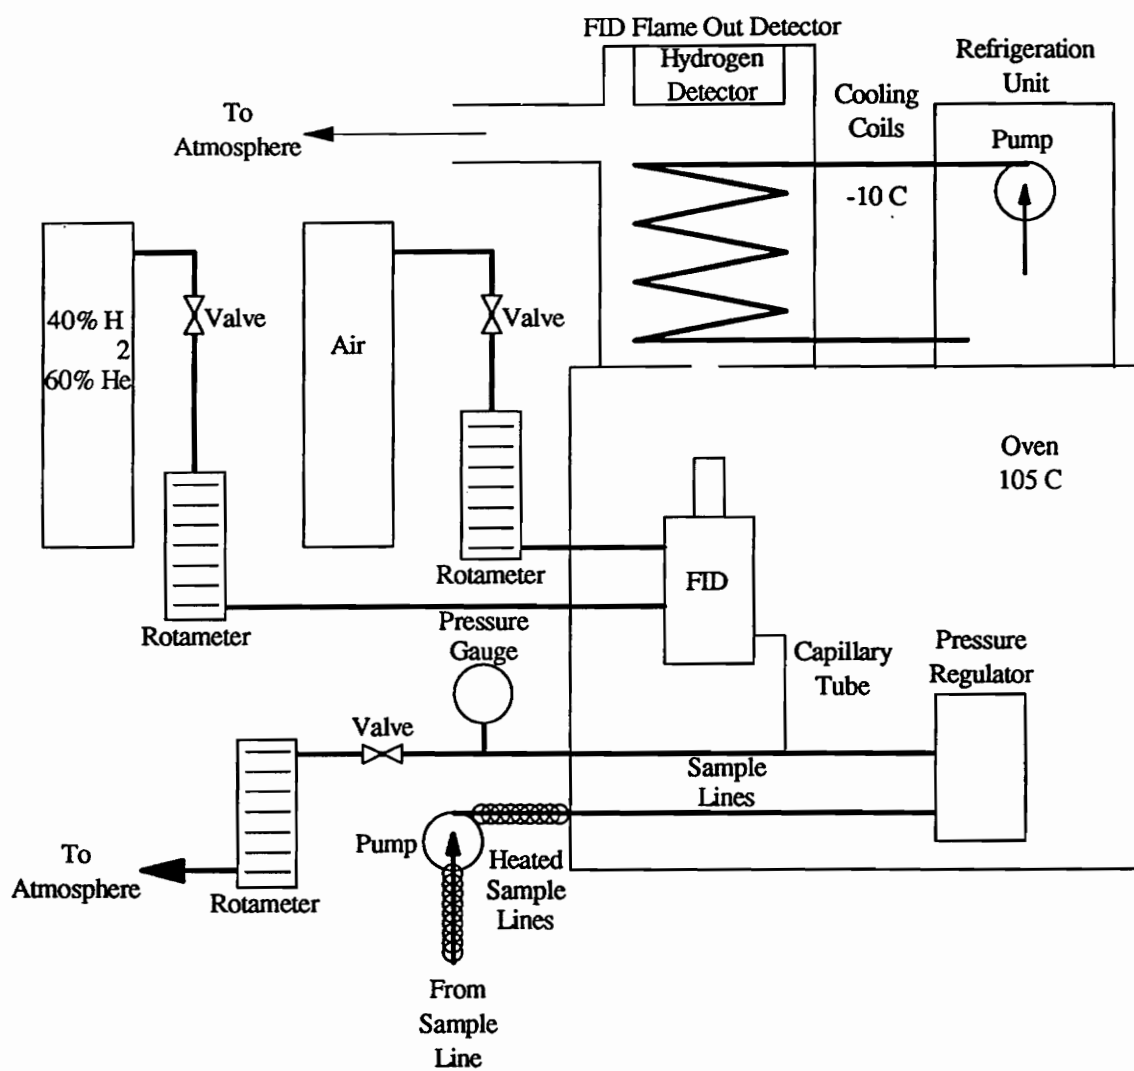 FID Flame Out Detector
Hydrogen
Detector
Refrigeration
Unit
Cooling
Coils
Pump
-10 C
To
Atmosphere
40% H
2
60% He
Valve
Air
Valve
Oven
105 C
Rotameter
FID
Rotameter
Pressure
Gauge
Capillary
Tube
Pressure
Regulator
Valve
Sample
Lines
Pump
Heated
Sample
Lines
To
Atmosphere
Rotameter
From
Sample
Line